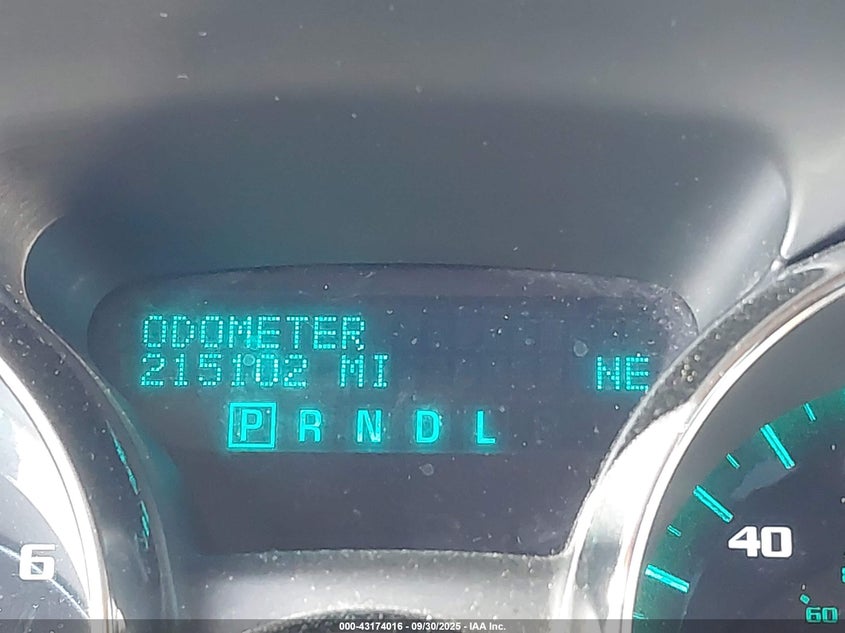 ODOMETER
215102 MI NE
P R N D L
6
40
60
000-43174016 - 09/30/2025 - IAA Inc.